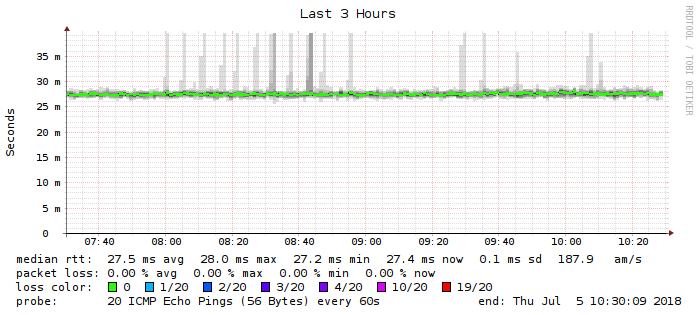 Last 3 Hours
RRDTOOL / TOBI OETIKER
Seconds
35 m
30 m
25 m
20 m
15 m
10 m
5 m
0
07:40 08:00 08:20 08:40 09:00 09:20 09:40 10:00 10:20
median rtt: 27.5 ms avg 28.0 ms max 27.2 ms min 27.4 ms now 0.1 ms sd 187.9 am/s
packet loss: 0.00 % avg 0.00 % max 0.00 % min 0.00 % now
loss color: 0 1/20 2/20 3/20 4/20 10/20 19/20
probe: 20 ICMP Echo Pings (56 Bytes) every 60s end: Thu Jul 5 10:30:09 2018